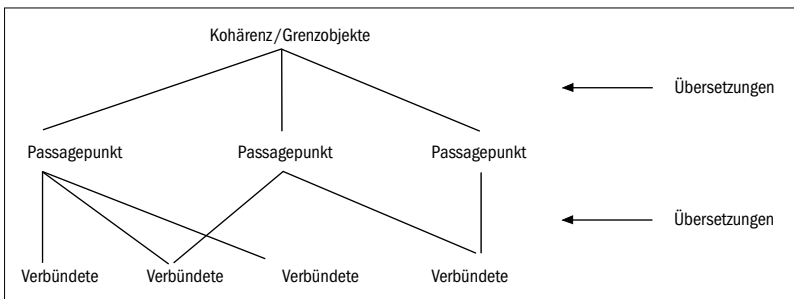 Kohärenz/Grenzobjekte
Übersetzungen
Passagepunkt Passagepunkt Passagepunkt
Übersetzungen
Verbündete Verbündete Verbündete Verbündete